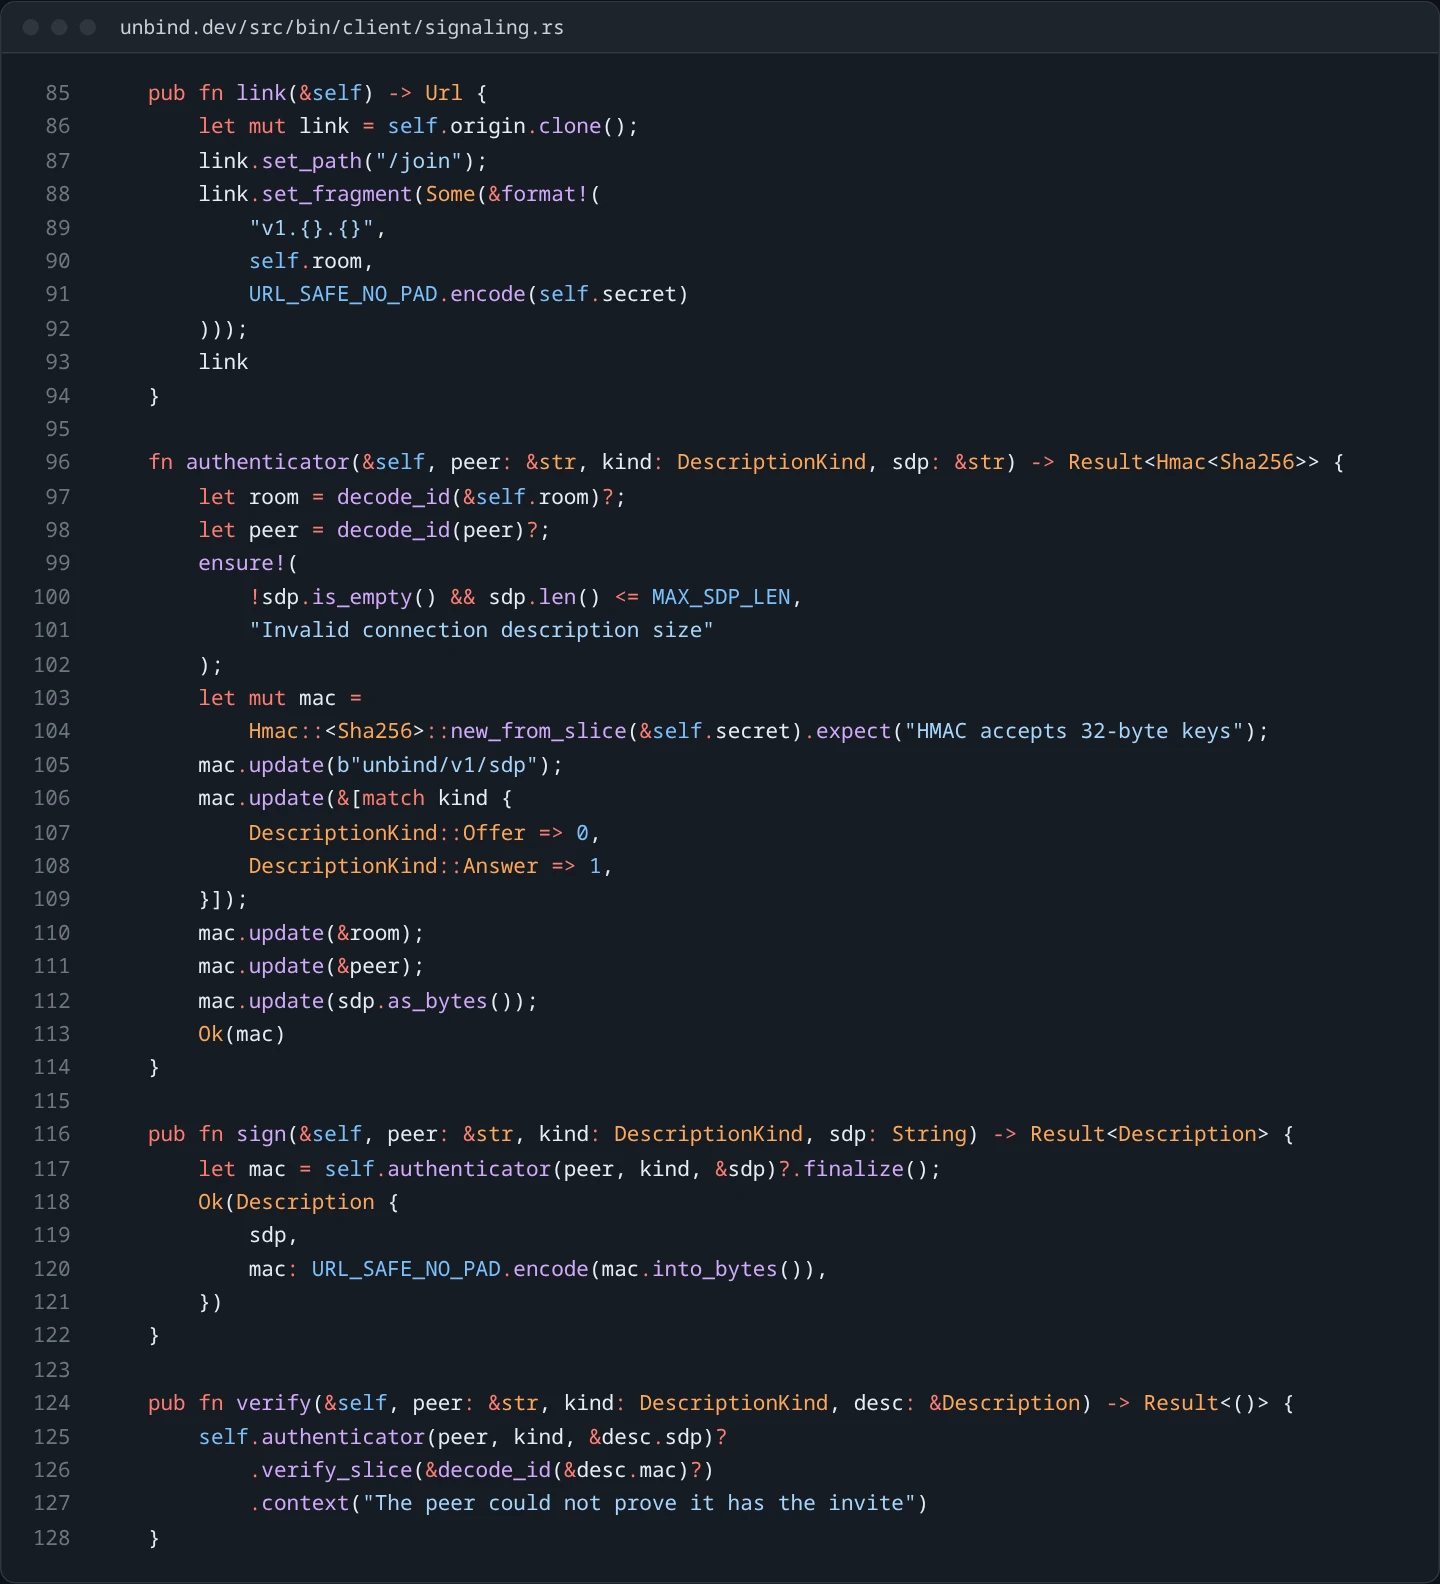 unbind.dev/src/bin/client/signaling.rs
85 pub fn link(&self) -> Url {
86 let mut link = self.origin.clone();
87 link.set_path("/join");
88 link.set_fragment(Some(&format!(
89 "v1.{}.{}",
90 self.room,
91 URL_SAFE_NO_PAD.encode(self.secret)
92 )));
93 link
94 }
95
96 fn authenticator(&self, peer: &str, kind: DescriptionKind, sdp: &str) -> Result<Hmac<Sha256>> {
97 let room = decode_id(&self.room)?;
98 let peer = decode_id(peer)?;
99 ensure!(
100 !sdp.is_empty() && sdp.len() <= MAX_SDP_LEN,
101 "Invalid connection description size"
102 );
103 let mut mac =
104 Hmac::<Sha256>::new_from_slice(&self.secret).expect("HMAC accepts 32-byte keys");
105 mac.update(b"unbind/v1/sdp");
106 mac.update(&[match kind {
107 DescriptionKind::Offer => 0,
108 DescriptionKind::Answer => 1,
109 }]);
110 mac.update(&room);
111 mac.update(&peer);
112 mac.update(sdp.as_bytes());
113 Ok(mac)
114 }
115
116 pub fn sign(&self, peer: &str, kind: DescriptionKind, sdp: String) -> Result<Description> {
117 let mac = self.authenticator(peer, kind, &sdp)?.finalize();
118 Ok(Description {
119 sdp,
120 mac: URL_SAFE_NO_PAD.encode(mac.into_bytes()),
121 })
122 }
123
124 pub fn verify(&self, peer: &str, kind: DescriptionKind, desc: &Description) -> Result<()> {
125 self.authenticator(peer, kind, &desc.sdp)?
126 .verify_slice(&decode_id(&desc.mac)?)
127 .context("The peer could not prove it has the invite")
128 }